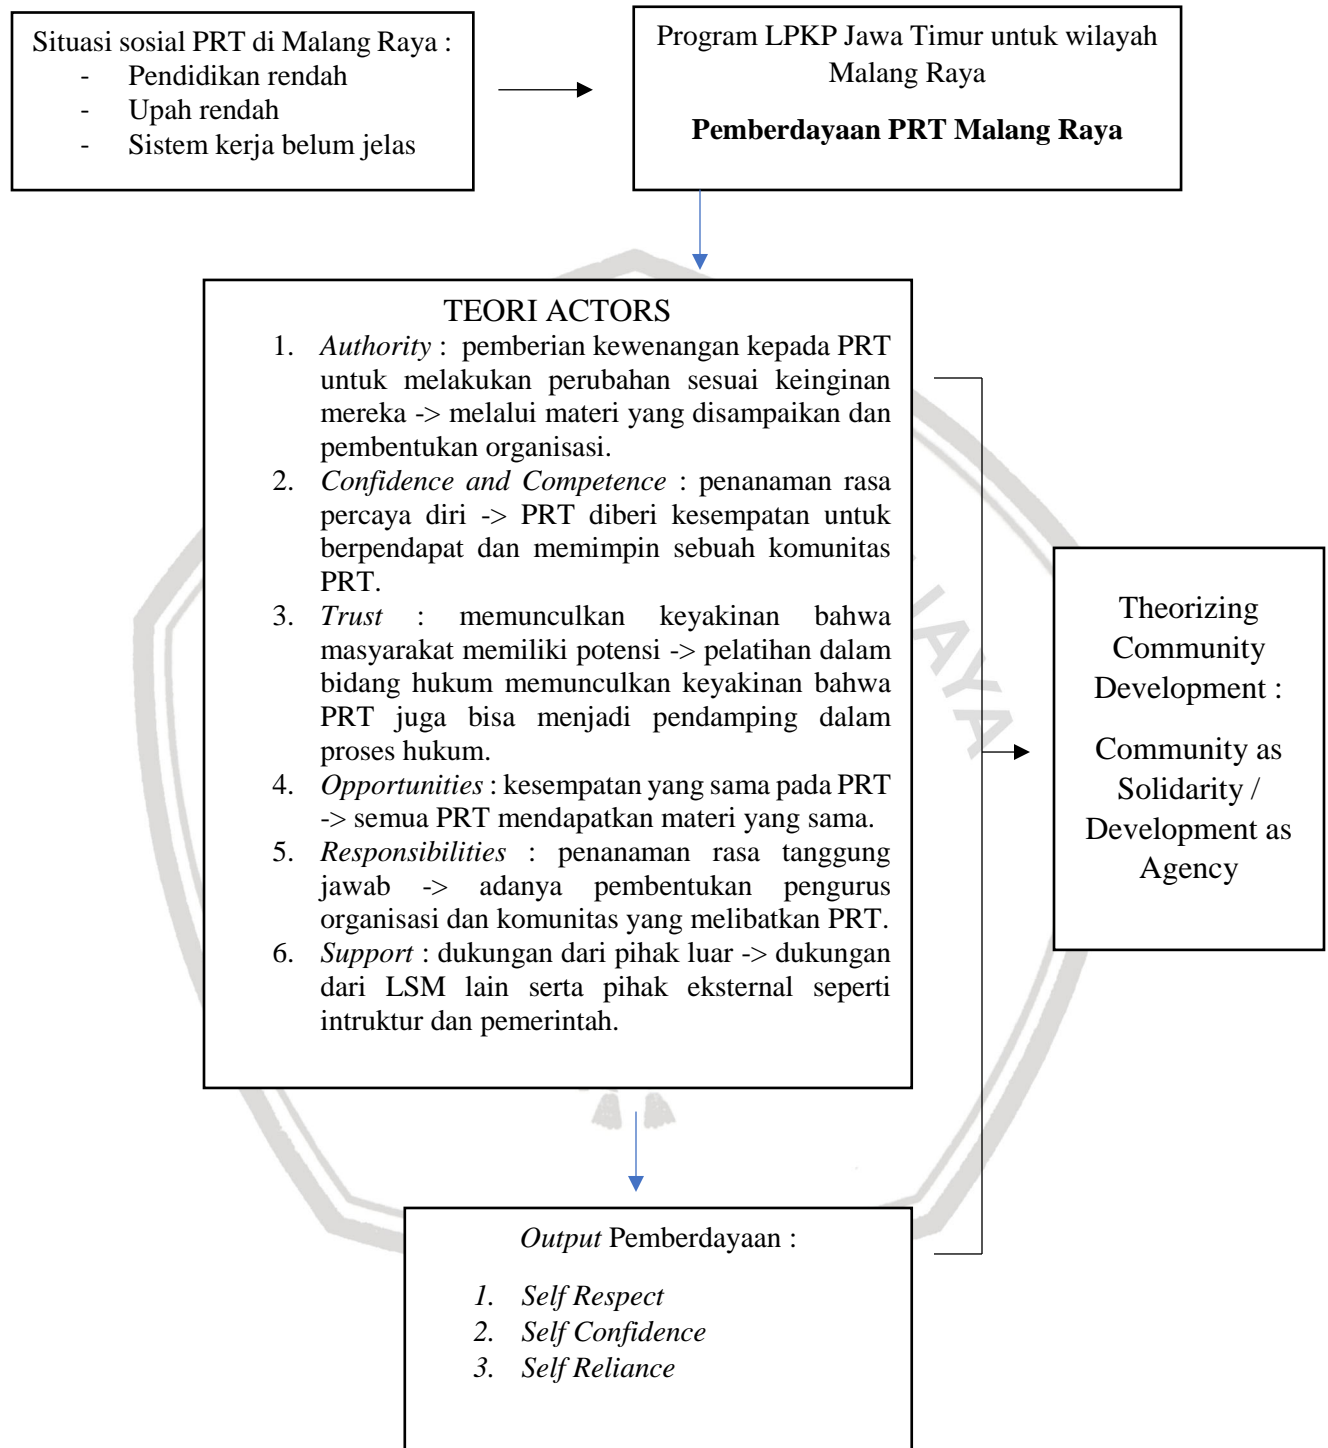 Situasi sosial PRT di Malang Raya :
- Pendidikan rendah
- Upah rendah
- Sistem kerja belum jelas
Program LPKP Jawa Timur untuk wilayah
Malang Raya
Pemberdayaan PRT Malang Raya
TEORI ACTORS
1. Authority : pemberian kewenangan kepada PRT
untuk melakukan perubahan sesuai keinginan
mereka -> melalui materi yang disampaikan dan
pembentukan organisasi.
2. Confidence and Competence : penanaman rasa
percaya diri -> PRT diberi kesempatan untuk
berpendapat dan memimpin sebuah komunitas
PRT.
3. Trust : memunculkan keyakinan bahwa
masyarakat memiliki potensi -> pelatihan dalam
bidang hukum memunculkan keyakinan bahwa
PRT juga bisa menjadi pendamping dalam
proses hukum.
4. Opportunities : kesempatan yang sama pada PRT
-> semua PRT mendapatkan materi yang sama.
5. Responsibilities : penanaman rasa tanggung
jawab -> adanya pembentukan pengurus
organisasi dan komunitas yang melibatkan PRT.
6. Support : dukungan dari pihak luar -> dukungan
dari LSM lain serta pihak eksternal seperti
intruktur dan pemerintah.
Theorizing
Community
Development :
Community as
Solidarity /
Development as
Agency
Output Pemberdayaan :
1. Self Respect
2. Self Confidence
3. Self Reliance